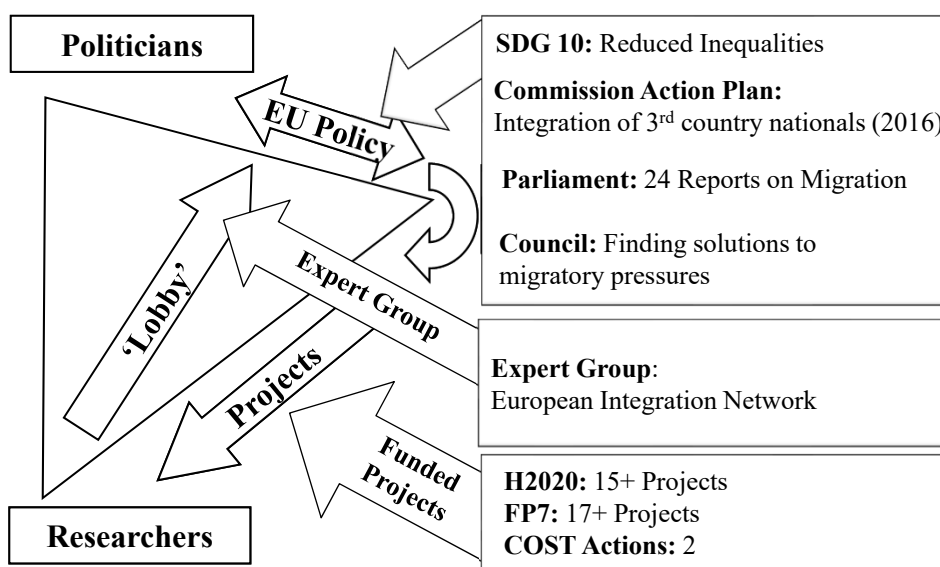 Politicians
EU Policy
'Lobby'
Expert Group
Projects
Funded
Projects
Researchers
SDG 10: Reduced Inequalities
Commission Action Plan:
Integration of 3rd country nationals (2016)
Parliament: 24 Reports on Migration
Council: Finding solutions to
migratory pressures
Expert Group:
European Integration Network
H2020: 15+ Projects
FP7: 17+ Projects
COST Actions: 2